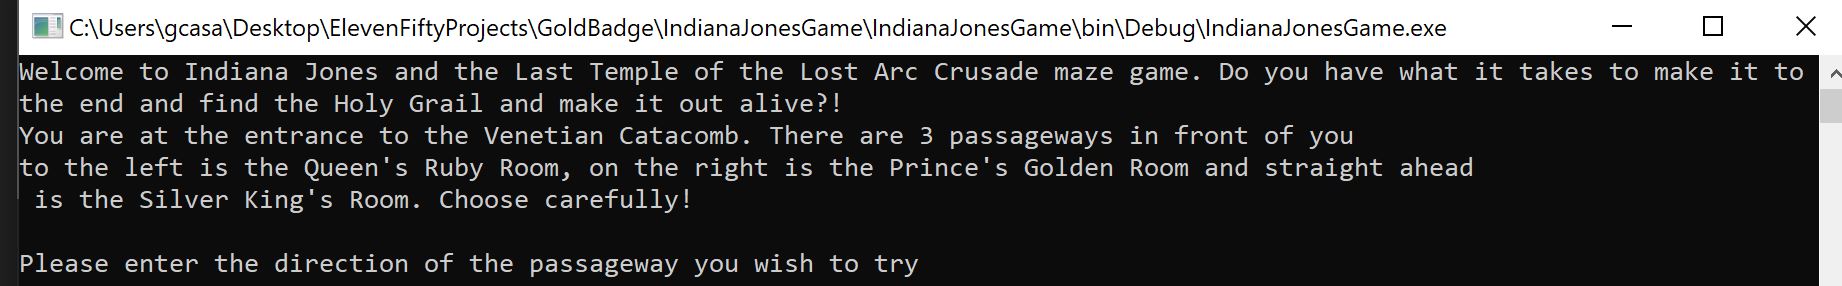 C:\Users\gcasa\Desktop\ElevenFiftyProjects\GoldBadge\IndianaJonesGame\IndianaJonesGame\bin\Debug\IndianaJonesGame.exe
Welcome to Indiana Jones and the Last Temple of the Lost Arc Crusade maze game. Do you have what it takes to make it to
the end and find the Holy Grail and make it out alive?!
You are at the entrance to the Venetian Catacomb. There are 3 passageways in front of you
to the left is the Queen's Ruby Room, on the right is the Prince's Golden Room and straight ahead
 is the Silver King's Room. Choose carefully!
Please enter the direction of the passageway you wish to try